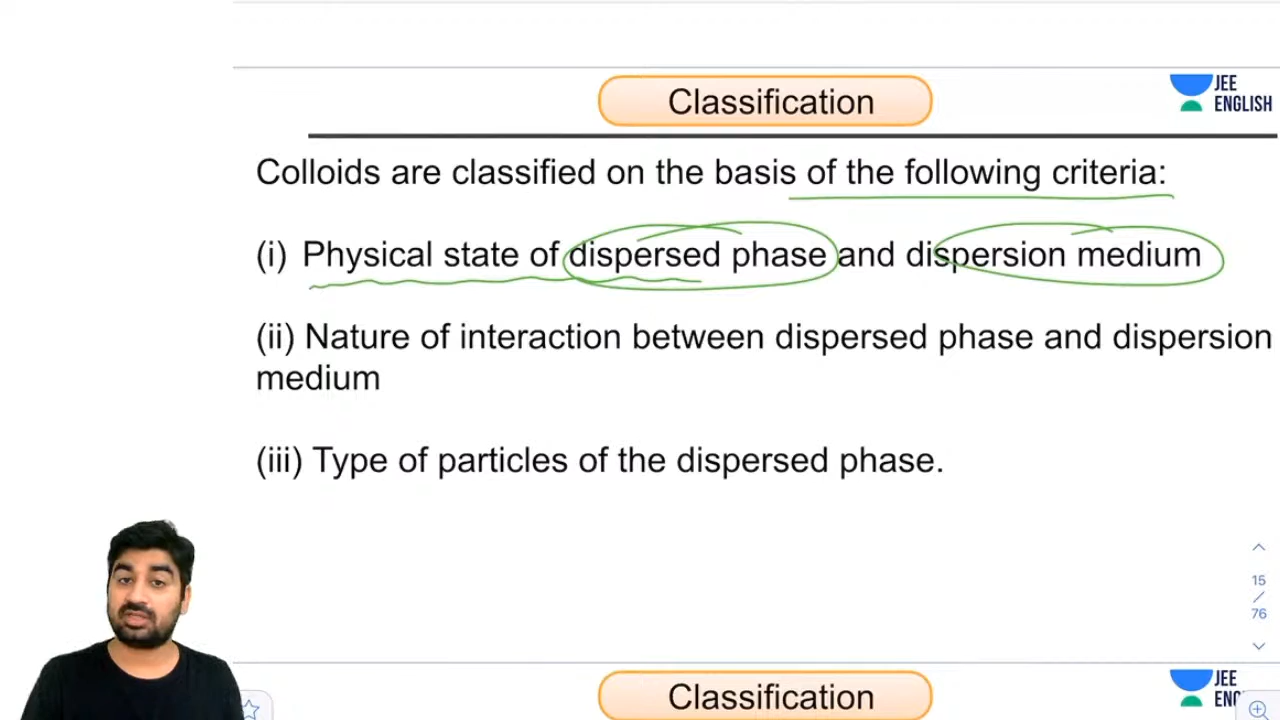 Classification
JEE
ENGLISH
Colloids are classified on the basis of the following criteria:
(i) Physical state of dispersed phase and dispersion medium
(ii) Nature of interaction between dispersed phase and dispersion
medium
(iii) Type of particles of the dispersed phase.
15
/
76
Classification
JEE
ENG